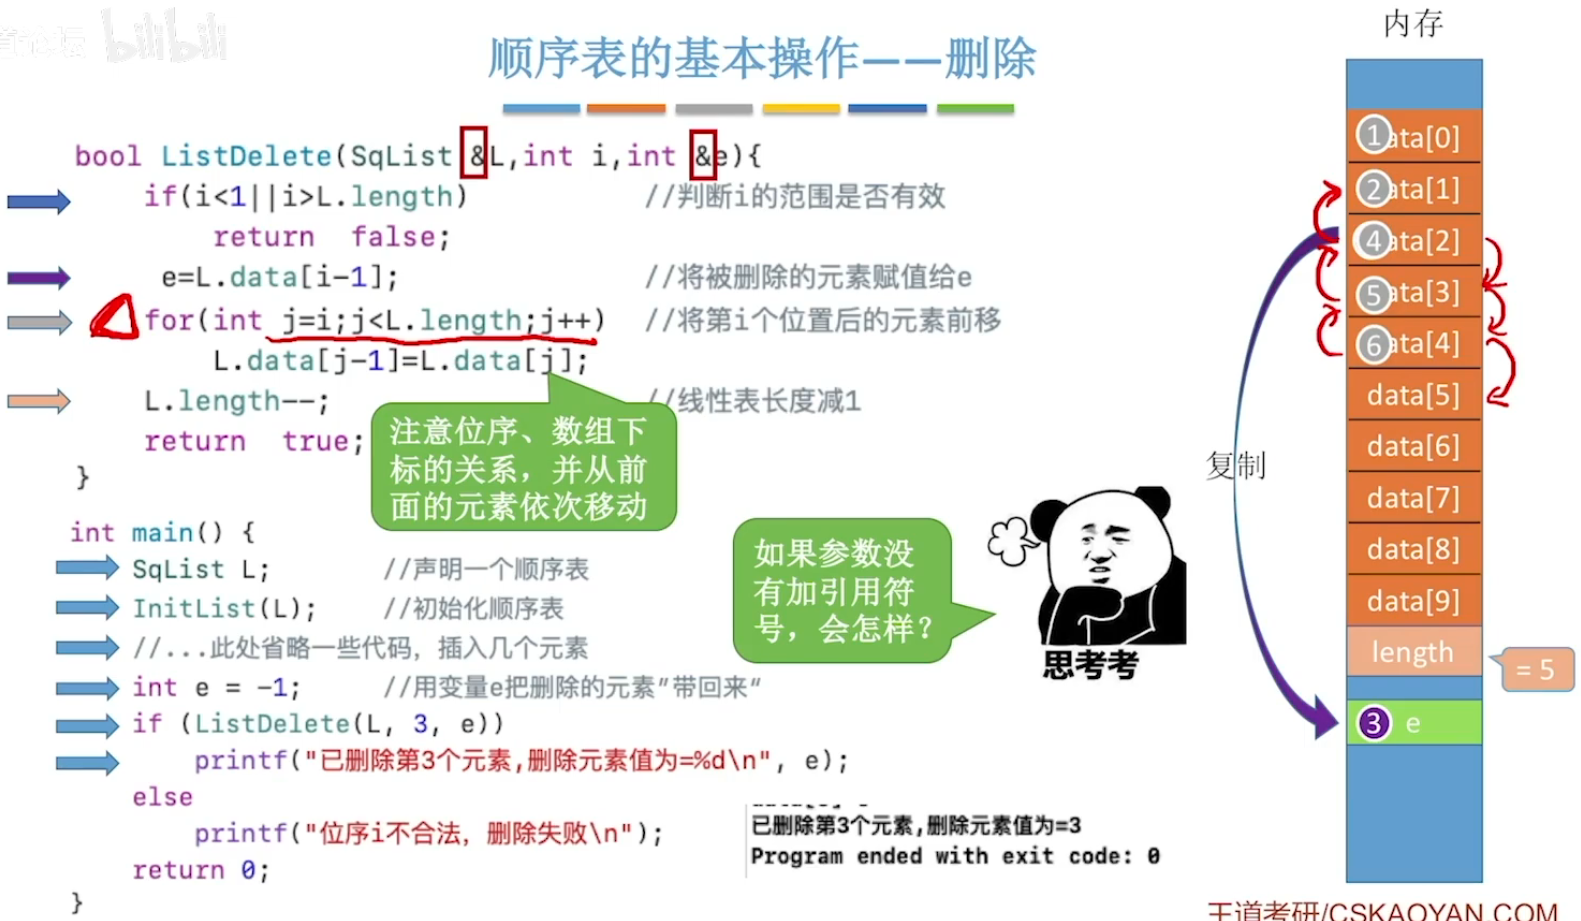 bilibili
顺序表的基本操作——删除
bool ListDelete(SqList &L,int i,int &e){
if(i<1||i>L.length) //判断i的范围是否有效
return false;
e=L.data[i-1]; //将被删除的元素赋值给e
for(int j=i;j<L.length;j++) //将第i个位置后的元素前移
L.data[j-1]=L.data[j];
L.length--; //线性表长度减1
return true;
}
注意位序、数组下
标的关系，并从前
面的元素依次移动
int main() {
SqList L; //声明一个顺序表
InitList(L); //初始化顺序表
//...此处省略一些代码，插入几个元素
int e = -1; //用变量e把删除的元素"带回来"
if (ListDelete(L, 3, e))
printf("已删除第3个元素,删除元素值为=%d\n", e);
else
printf("位序i不合法，删除失败\n");
return 0;
}
如果参数没
有加引用符
号，会怎样？
思考考
已删除第3个元素,删除元素值为=3
Program ended with exit code: 0
内存
1 ata[0]
2 ata[1]
4 ata[2]
5 ata[3]
6 ata[4]
data[5]
data[6]
data[7]
data[8]
data[9]
length
= 5
复制
3 e
王道考研/CSKAOYAN.COM